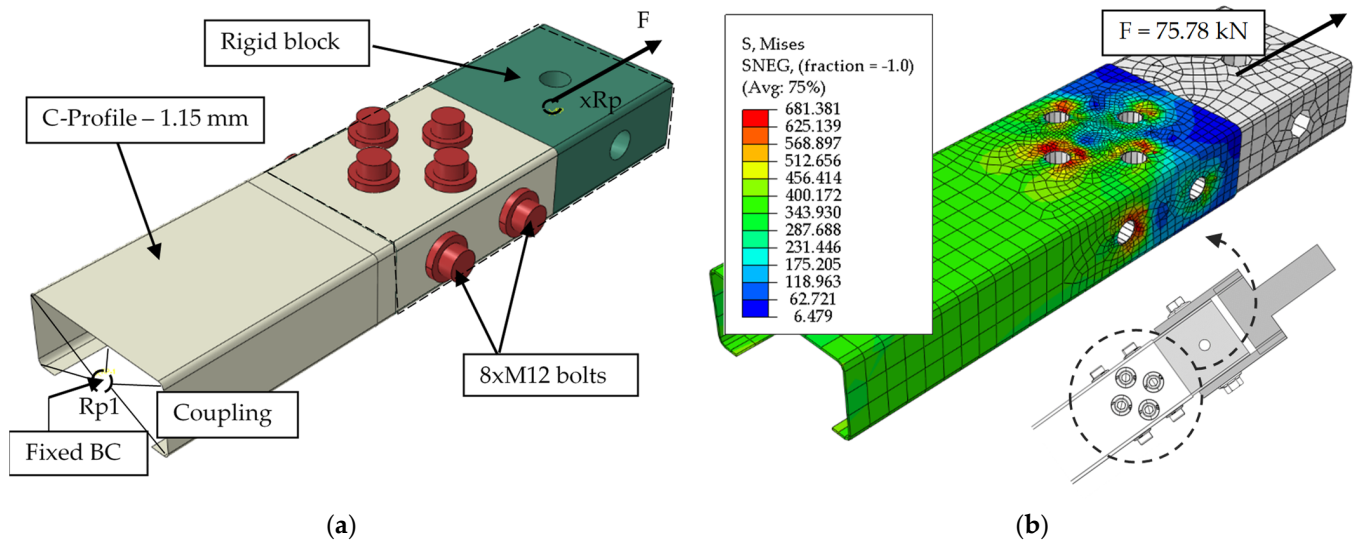 F
Rigid block
xRp
C-Profile – 1.15 mm
8xM12 bolts
Rp1
Coupling
Fixed BC
(a)
F = 75.78 kN
S, Mises
SNEG, (fraction = -1.0)
(Avg: 75%)
681.381
625.139
568.897
512.656
456.414
400.172
343.930
287.688
231.446
175.205
118.963
62.721
6.479
(b)